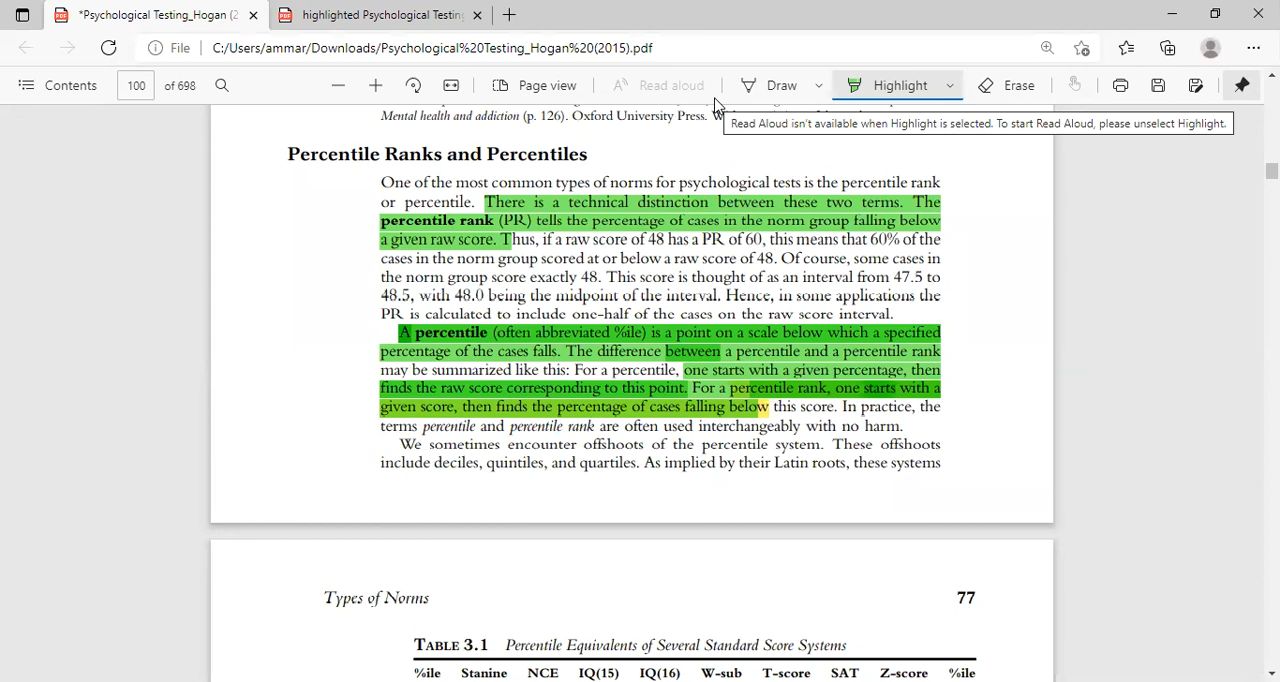 *Psychological Testing_Hogan (2
highlighted Psychological Testing
File
C:/Users/ammar/Downloads/Psychological%20Testing_Hogan%20(2015).pdf
Contents
100 of 698
Page view
Read aloud
Draw
Highlight
Erase
Mental health and addiction (p. 126). Oxford University Press.
Read Aloud isn't available when Highlight is selected. To start Read Aloud, please unselect Highlight.
Percentile Ranks and Percentiles
One of the most common types of norms for psychological tests is the percentile rank
or percentile. There is a technical distinction between these two terms. The
percentile rank (PR) tells the percentage of cases in the norm group falling below
a given raw score. Thus, if a raw score of 48 has a PR of 60, this means that 60% of the
cases in the norm group scored at or below a raw score of 48. Of course, some cases in
the norm group score exactly 48. This score is thought of as an interval from 47.5 to
48.5, with 48.0 being the midpoint of the interval. Hence, in some applications the
PR is calculated to include one-half of the cases on the raw score interval.
A percentile (often abbreviated %ile) is a point on a scale below which a specified
percentage of the cases falls. The difference between a percentile and a percentile rank
may be summarized like this: For a percentile, one starts with a given percentage, then
finds the raw score corresponding to this point. For a percentile rank, one starts with a
given score, then finds the percentage of cases falling below this score. In practice, the
terms percentile and percentile rank are often used interchangeably with no harm.
We sometimes encounter offshoots of the percentile system. These offshoots
include deciles, quintiles, and quartiles. As implied by their Latin roots, these systems
Types of Norms 77
TABLE 3.1 Percentile Equivalents of Several Standard Score Systems
%ile Stanine NCE IQ(15) IQ(16) W-sub T-score SAT Z-score %ile